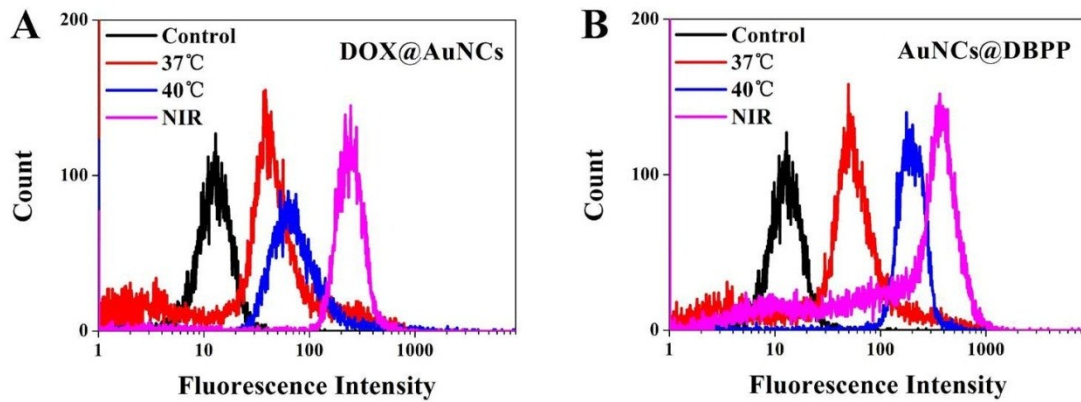 A
200
100
0
Count
Control
37℃
40℃
NIR
DOX@AuNCs
1
10
100
1000
Fluorescence Intensity
B
200
100
0
Count
Control
37℃
40℃
NIR
AuNCs@DBPP
1
10
100
1000
Fluorescence Intensity